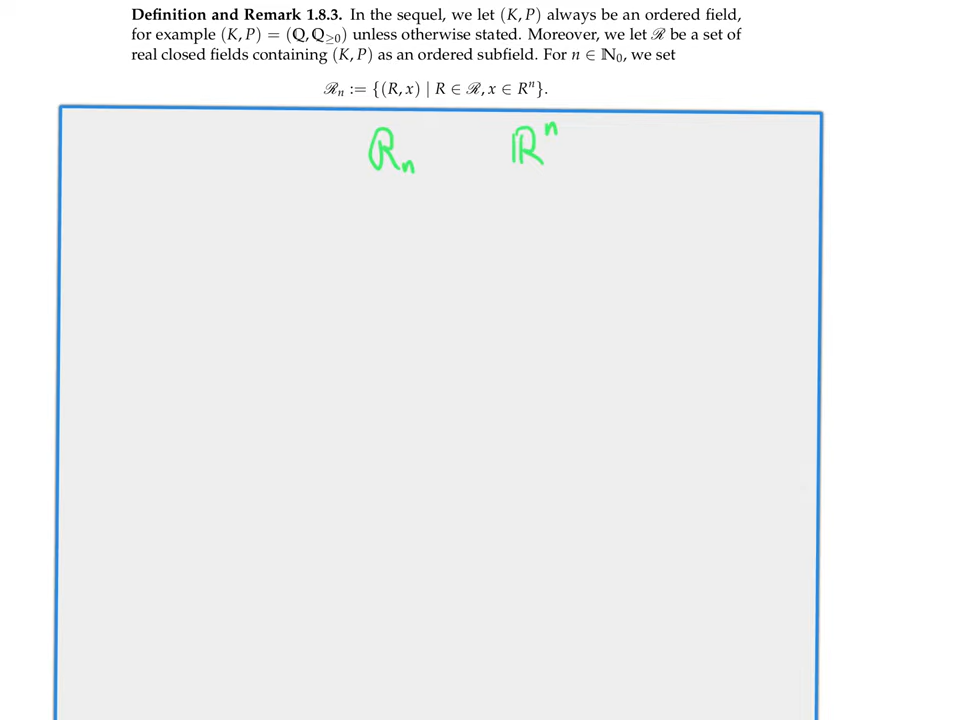 Definition and Remark 1.8.3. In the sequel, we let (K, P) always be an ordered field,
for example (K, P) = (ℚ, ℚ≥0) unless otherwise stated. Moreover, we let ℛ be a set of
real closed fields containing (K, P) as an ordered subfield. For n ∈ ℕ₀, we set
ℛₙ := {(R, x) | R ∈ ℛ, x ∈ Rⁿ}.
ℛₙ ℝⁿ